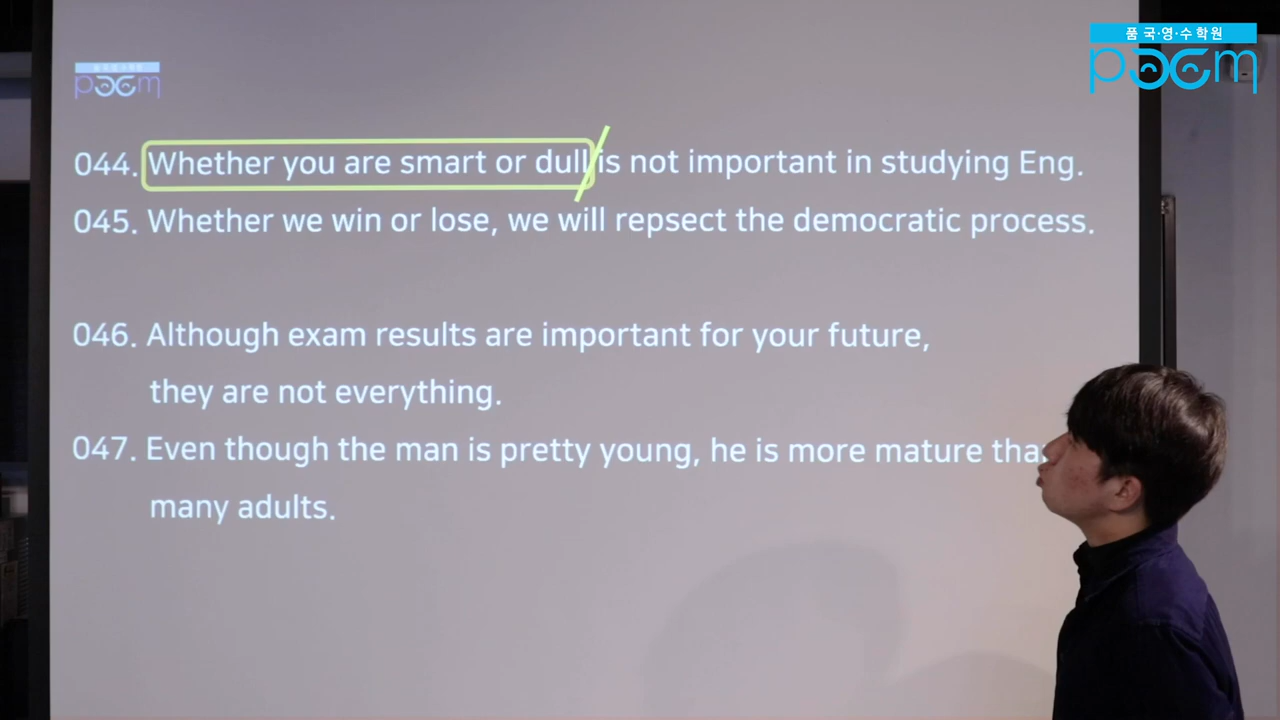 품 국·영·수 학원
poom
044. Whether you are smart or dull is not important in studying Eng.
045. Whether we win or lose, we will repsect the democratic process.
046. Although exam results are important for your future,
they are not everything.
047. Even though the man is pretty young, he is more mature
many adults.